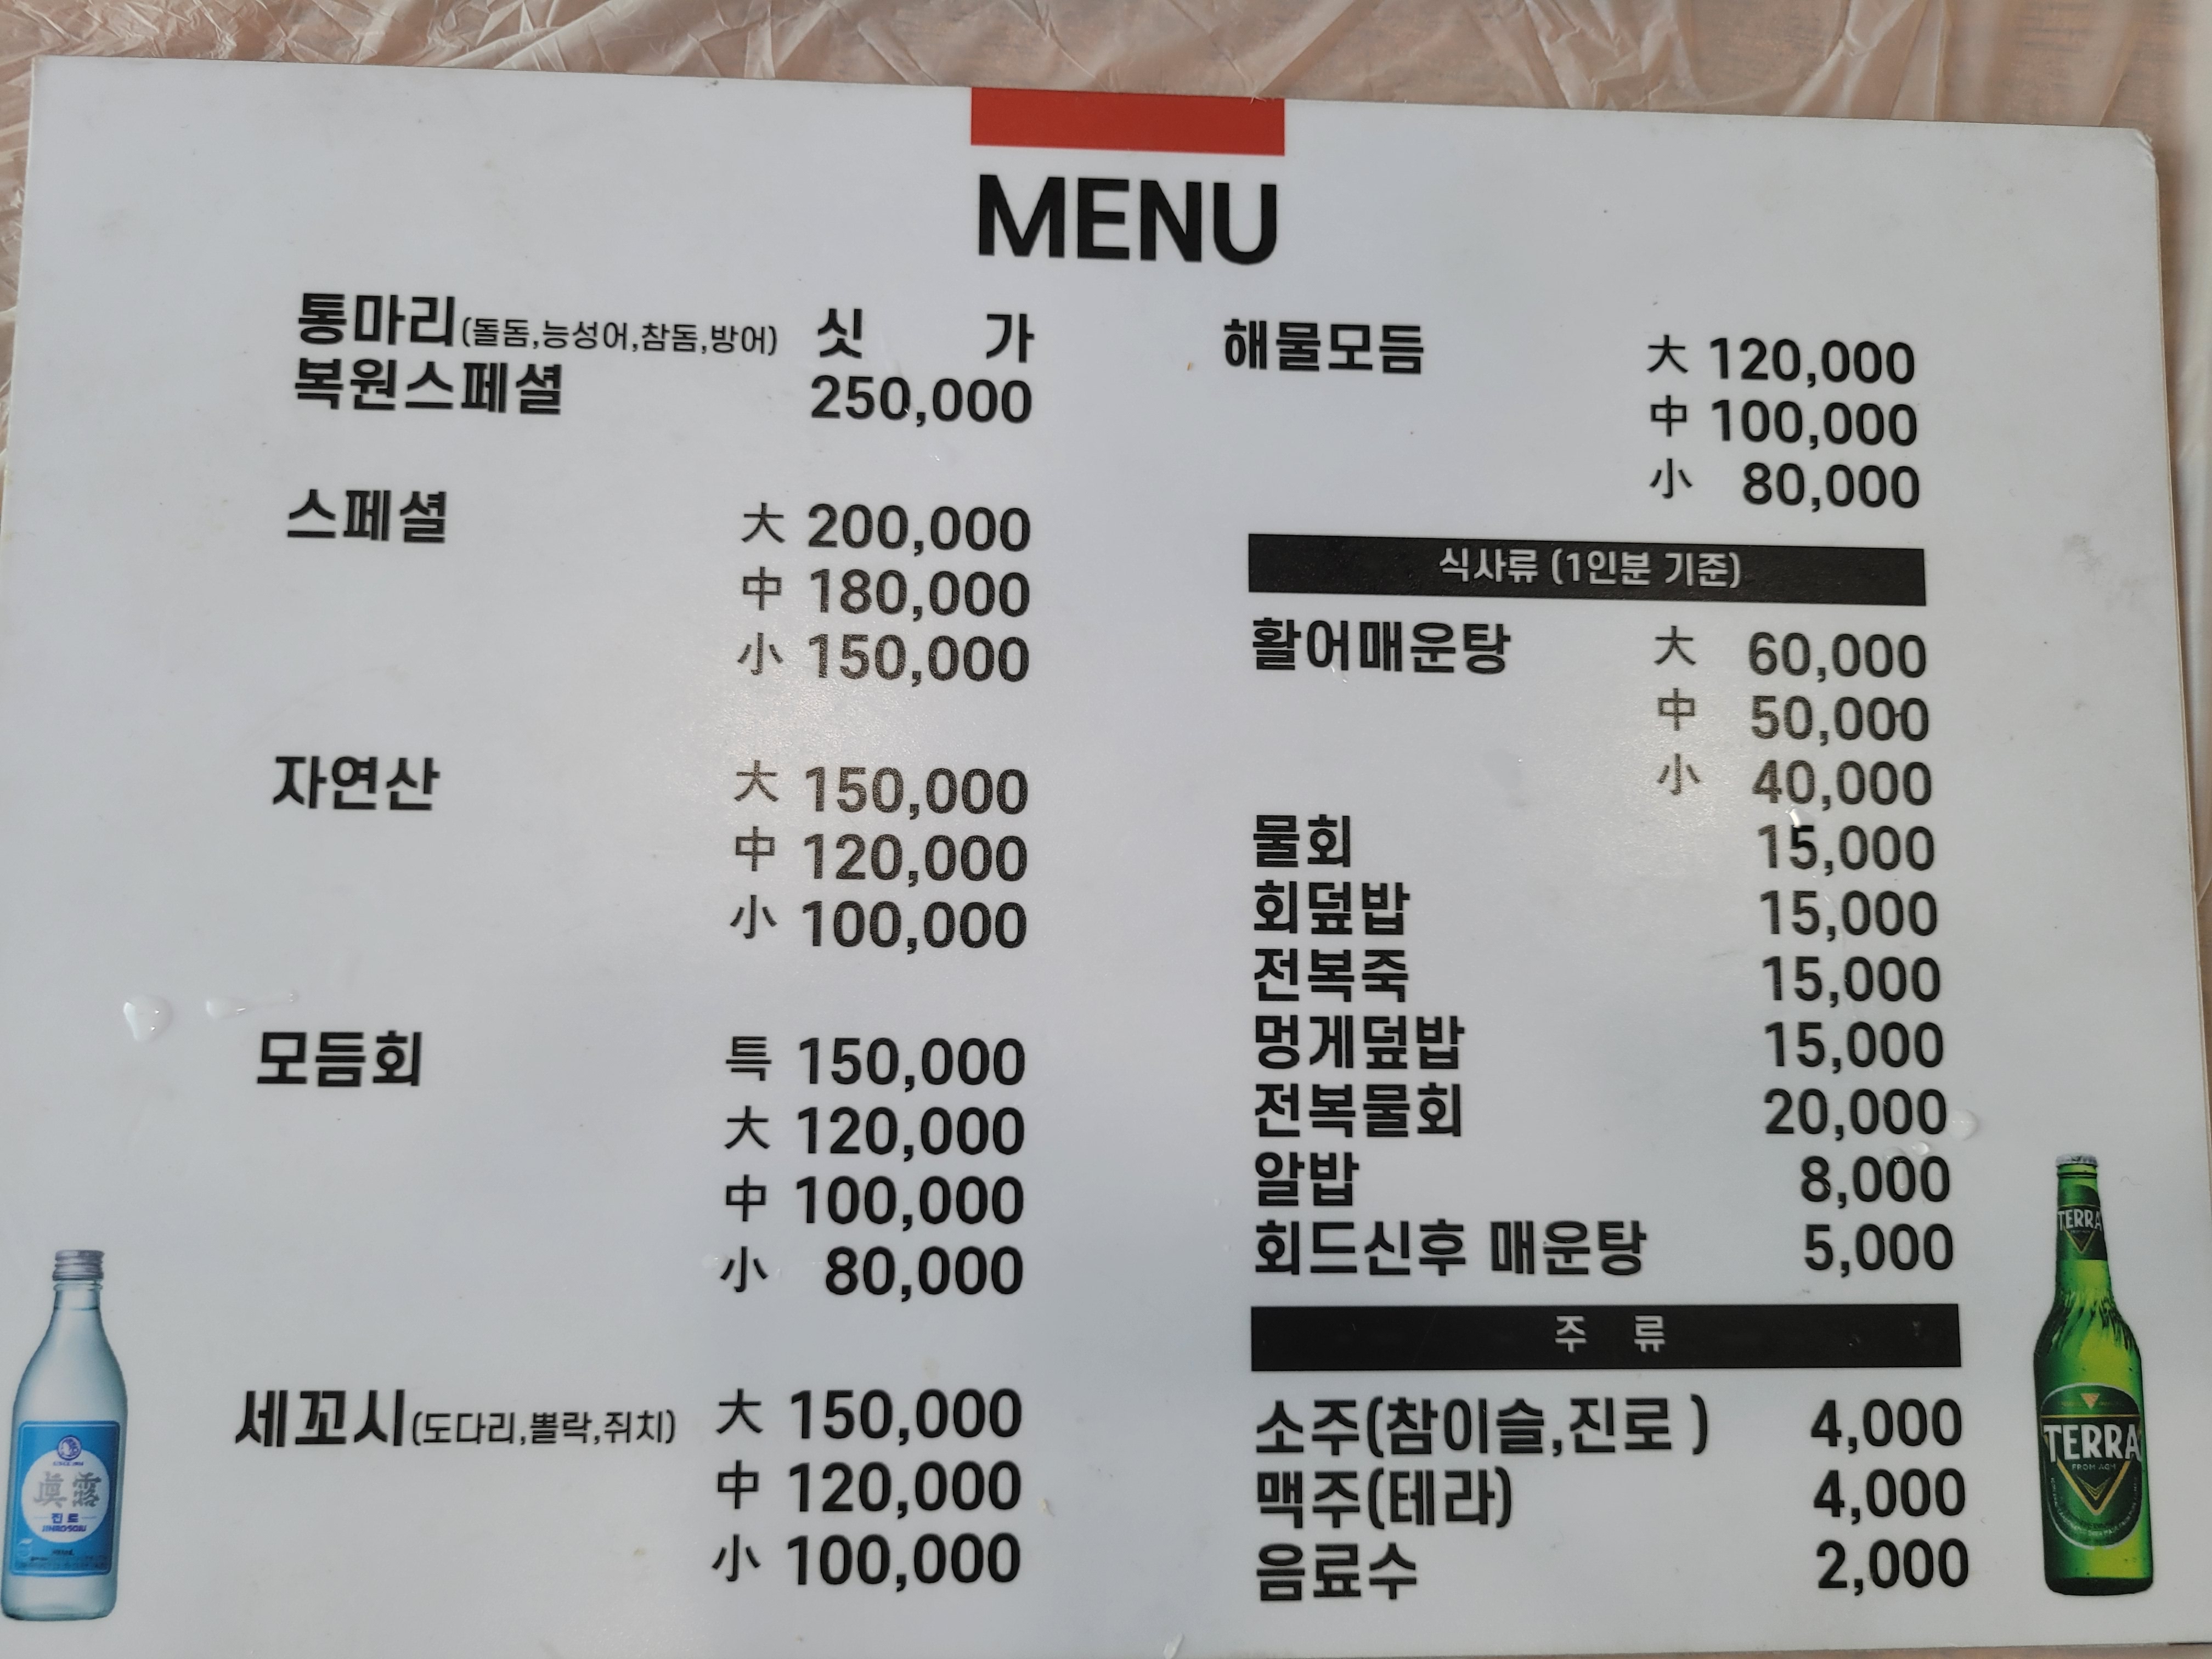 MENU
통마리(돌돔,능성어,참돔,방어) 싯 가
복원스페셜 250,000
스페셜 大 200,000
中 180,000
小 150,000
자연산 大 150,000
中 120,000
小 100,000
모듬회 특 150,000
大 120,000
中 100,000
小 80,000
세꼬시(도다리,뽈락,쥐치) 大 150,000
中 120,000
小 100,000
해물모듬 大 120,000
中 100,000
小 80,000
식사류 (1인분 기준)
활어매운탕 大 60,000
中 50,000
小 40,000
물회 15,000
회덮밥 15,000
전복죽 15,000
멍게덮밥 15,000
전복물회 20,000
알밥 8,000
회드신후 매운탕 5,000
주 류
소주(참이슬,진로 ) 4,000
맥주(테라) 4,000
음료수 2,000
眞露
진로
TERRA
TERRA